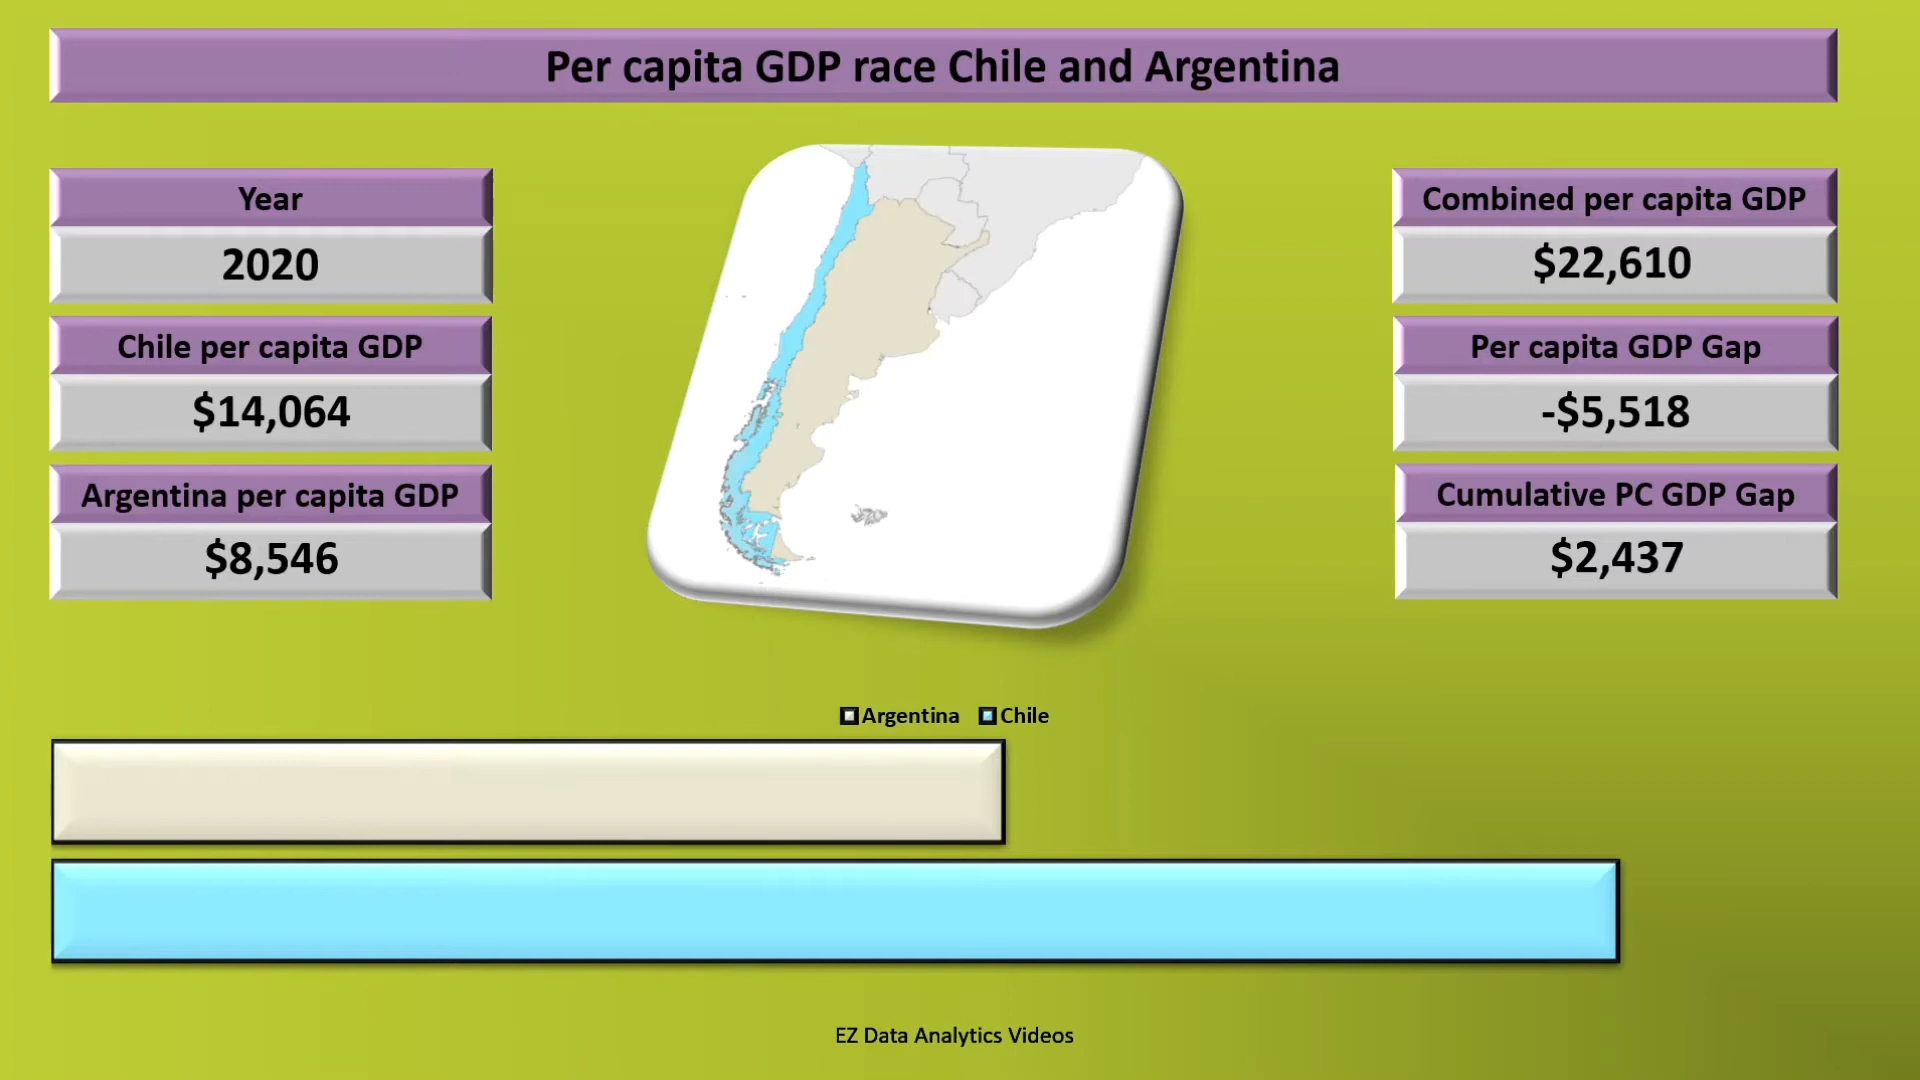 Per capita GDP race Chile and Argentina
Year
2020
Chile per capita GDP
$14,064
Argentina per capita GDP
$8,546
Combined per capita GDP
$22,610
Per capita GDP Gap
-$5,518
Cumulative PC GDP Gap
$2,437
Argentina Chile
EZ Data Analytics Videos